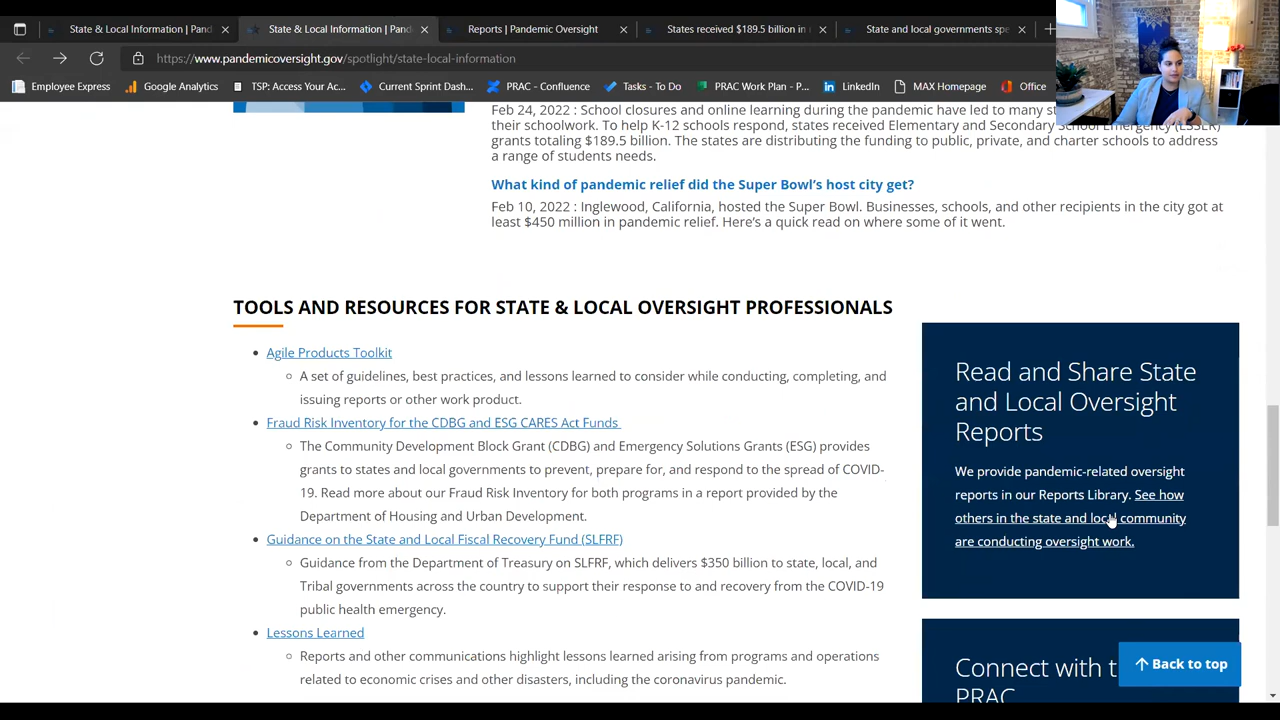 State & Local Information | Pand
State & Local Information | Pand
Reports | Pandemic Oversight
States received $189.5 billion in
State and local governments spe
https://www.pandemicoversight.gov/spotlight/state-local-information
Employee Express
Google Analytics
TSP: Access Your Ac...
Current Sprint Dash...
PRAC - Confluence
Tasks - To Do
PRAC Work Plan - P...
LinkedIn
MAX Homepage
Office
Feb 24, 2022 : School closures and online learning during the pandemic have led to many
their schoolwork. To help K-12 schools respond, states received Elementary and Secondary School Emergency (ESSER)
grants totaling $189.5 billion. The states are distributing the funding to public, private, and charter schools to address
a range of students needs.
What kind of pandemic relief did the Super Bowl's host city get?
Feb 10, 2022 : Inglewood, California, hosted the Super Bowl. Businesses, schools, and other recipients in the city got at
least $450 million in pandemic relief. Here's a quick read on where some of it went.
TOOLS AND RESOURCES FOR STATE & LOCAL OVERSIGHT PROFESSIONALS
Agile Products Toolkit
A set of guidelines, best practices, and lessons learned to consider while conducting, completing, and
issuing reports or other work product.
Fraud Risk Inventory for the CDBG and ESG CARES Act Funds
The Community Development Block Grant (CDBG) and Emergency Solutions Grants (ESG) provides
grants to states and local governments to prevent, prepare for, and respond to the spread of COVID-
19. Read more about our Fraud Risk Inventory for both programs in a report provided by the
Department of Housing and Urban Development.
Guidance on the State and Local Fiscal Recovery Fund (SLFRF)
Guidance from the Department of Treasury on SLFRF, which delivers $350 billion to state, local, and
Tribal governments across the country to support their response to and recovery from the COVID-19
public health emergency.
Lessons Learned
Reports and other communications highlight lessons learned arising from programs and operations
related to economic crises and other disasters, including the coronavirus pandemic.
Read and Share State
and Local Oversight
Reports
We provide pandemic-related oversight
reports in our Reports Library. See how
others in the state and local community
are conducting oversight work.
Connect with t
PRAC
Back to top